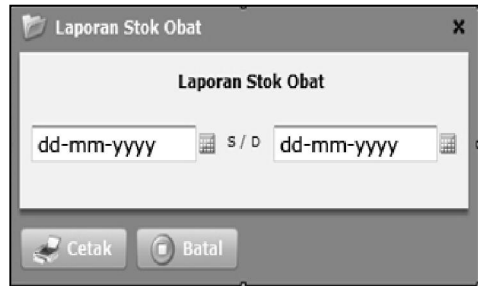 Laporan Stok Obat x
Laporan Stok Obat
dd-mm-yyyy S / D dd-mm-yyyy
Cetak Batal